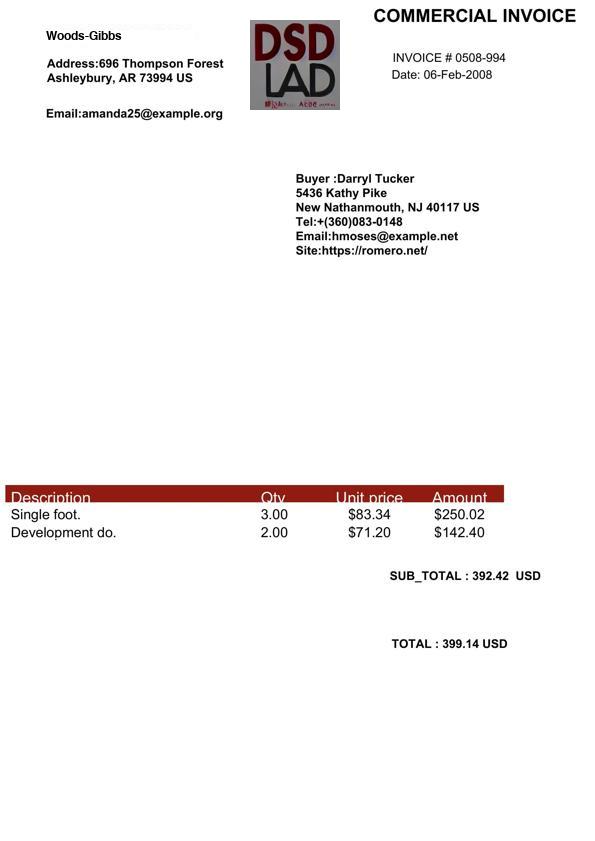 COMMERCIAL INVOICE
Woods-Gibbs
DSD
LAD
INVOICE # 0508-994
Address:696 Thompson Forest
Date: 06-Feb-2008
Ashleybury, AR 73994 US
Email:amanda25@example.org
Buyer :Darryl Tucker
5436 Kathy Pike
New Nathanmouth, NJ 40117 US
Tel:+(360)083-0148
Email:hmoses@example.net
Site:https://romero.net/
Description Qty Unit price Amount
Single foot. 3.00 $83.34 $250.02
Development do. 2.00 $71.20 $142.40
SUB_TOTAL : 392.42 USD
TOTAL : 399.14 USD